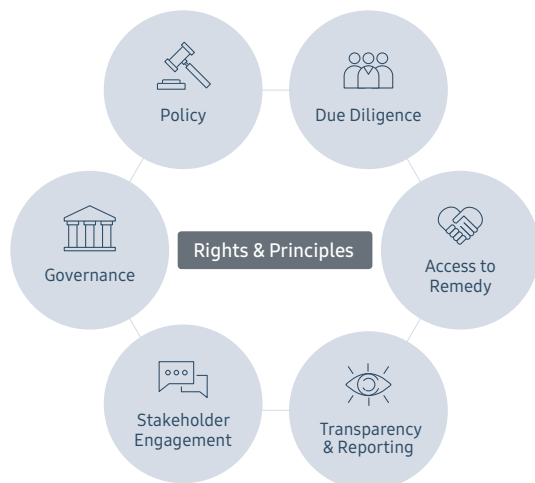 Policy
Due Diligence
Governance
Rights & Principles
Access to
Remedy
Stakeholder
Engagement
Transparency
& Reporting